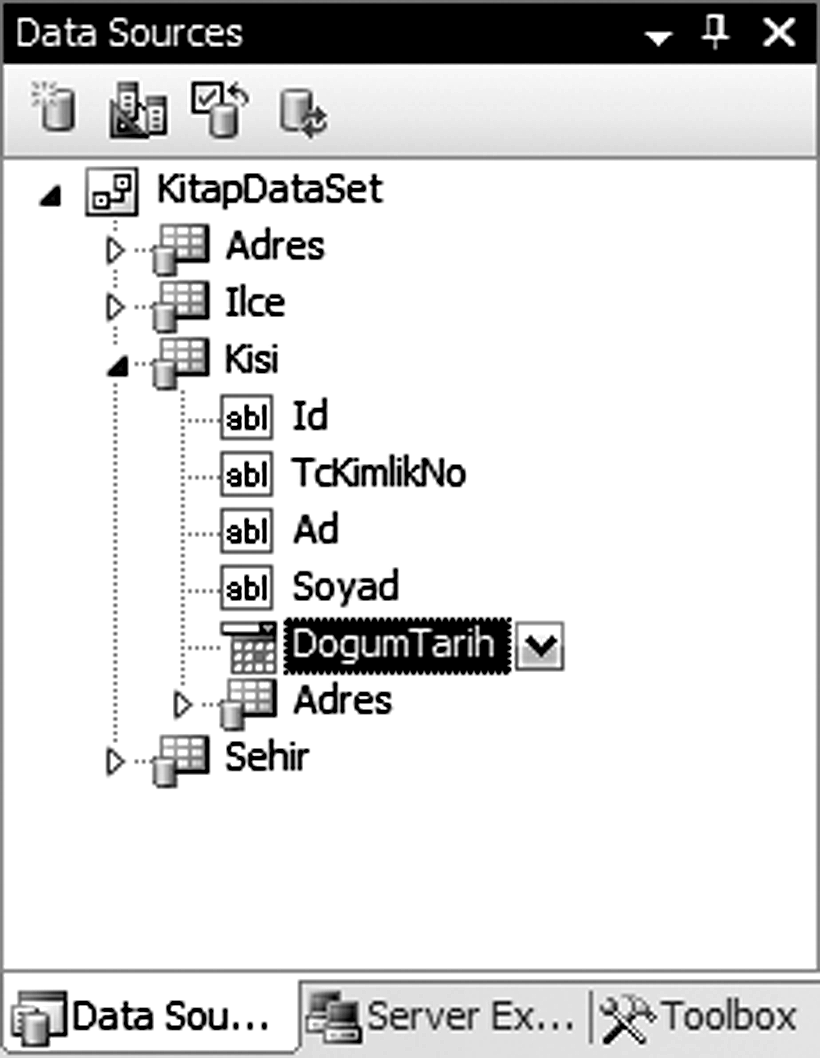 Data Sources
KitapDataSet
Adres
Ilce
Kisi
abl Id
abl TcKimlikNo
abl Ad
abl Soyad
DogumTarih
Adres
Sehir
Data Sou... Server Ex... Toolbox